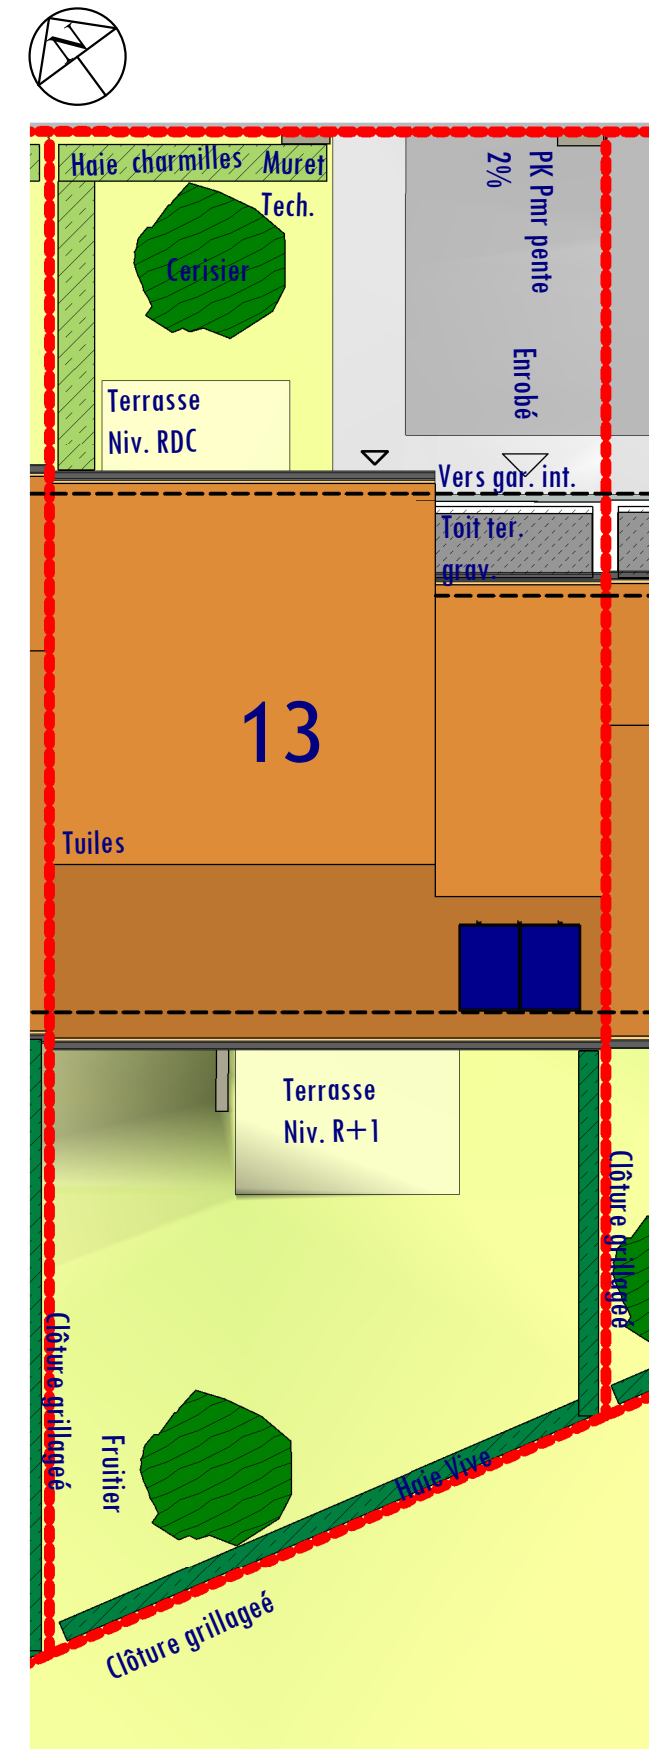 N
Haie charmilles Muret
Tech.
PK Pmr pente
2%
Cerisier
Enrobé
Terrasse
Niv. RDC
Vers gar. int.
Toit ter.
grav.
13
Tuiles
Terrasse
Niv. R+1
Clôture grillageé
Clôture grillageé
Fruitier
Haie Vive
Clôture grillageé